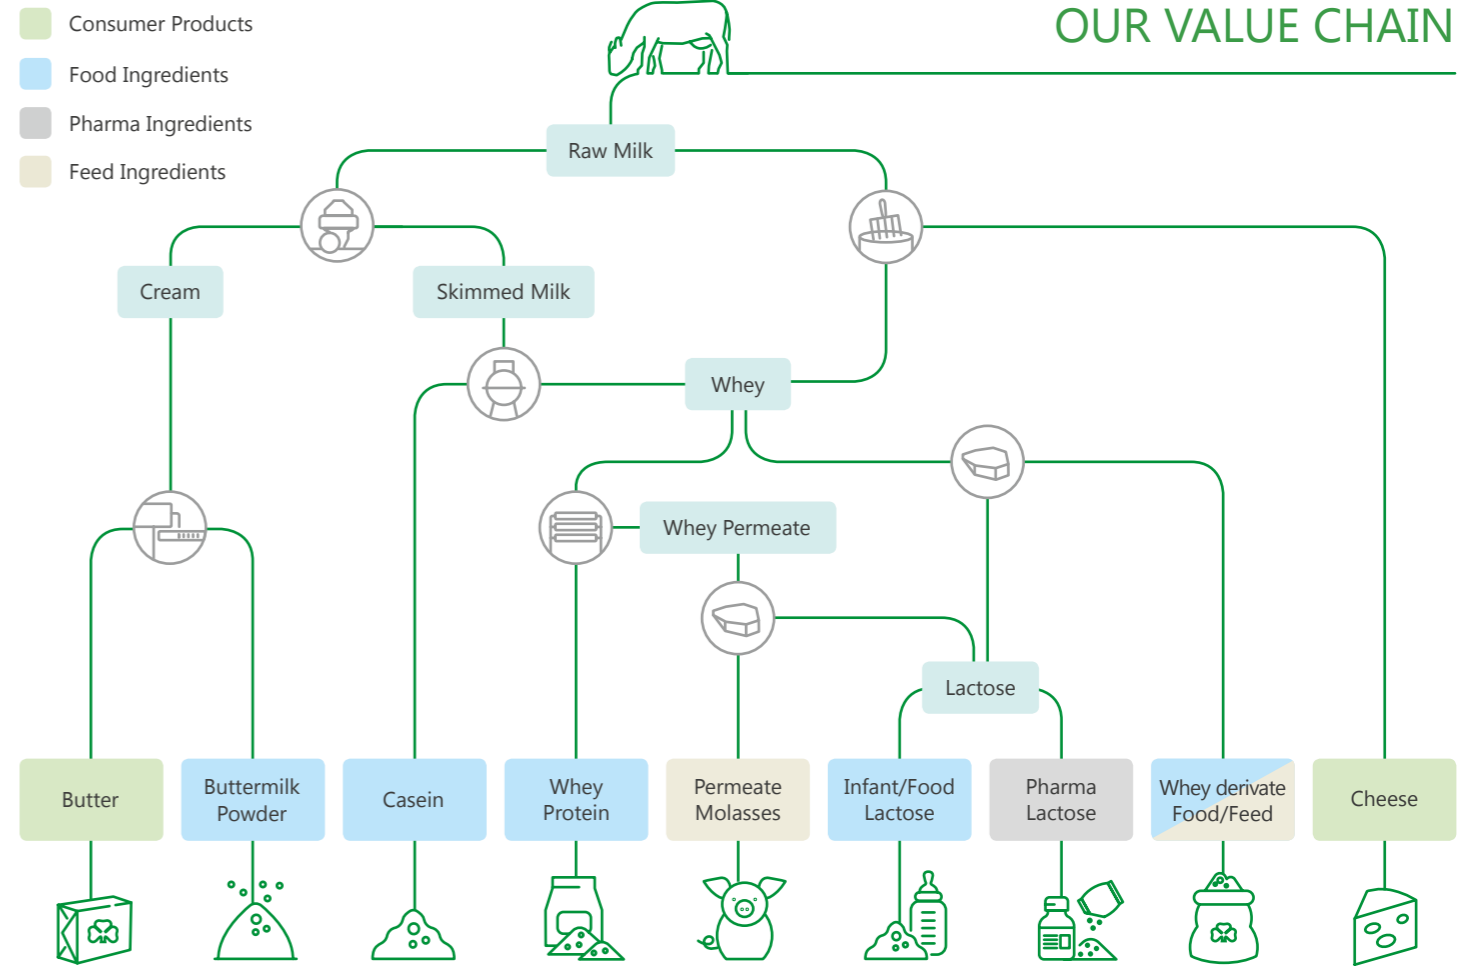 OUR VALUE CHAIN
Consumer Products
Food Ingredients
Pharma Ingredients
Feed Ingredients
Raw Milk
Cream
Skimmed Milk
Whey
Whey Permeate
Lactose
Butter
Buttermilk
Powder
Casein
Whey
Protein
Permeate
Molasses
Infant/Food
Lactose
Pharma
Lactose
Whey derivate
Food/Feed
Cheese